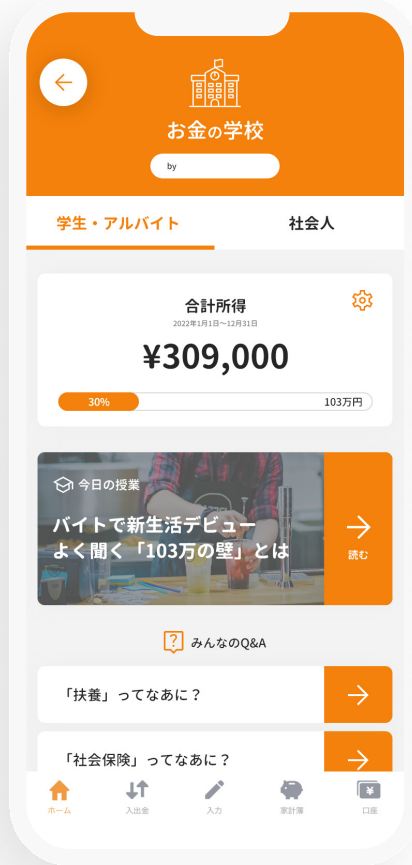 お金の学校
by
学生・アルバイト
社会人
合計所得
2022年1月1日〜12月31日
¥309,000
30%
103万円
今日の授業
バイトで新生活デビュー
よく聞く「103万の壁」とは
読む
?
みんなのQ&A
「扶養」ってなあに？
「社会保険」ってなあに？
ホーム
入出金
入力
家計簿
¥
口座